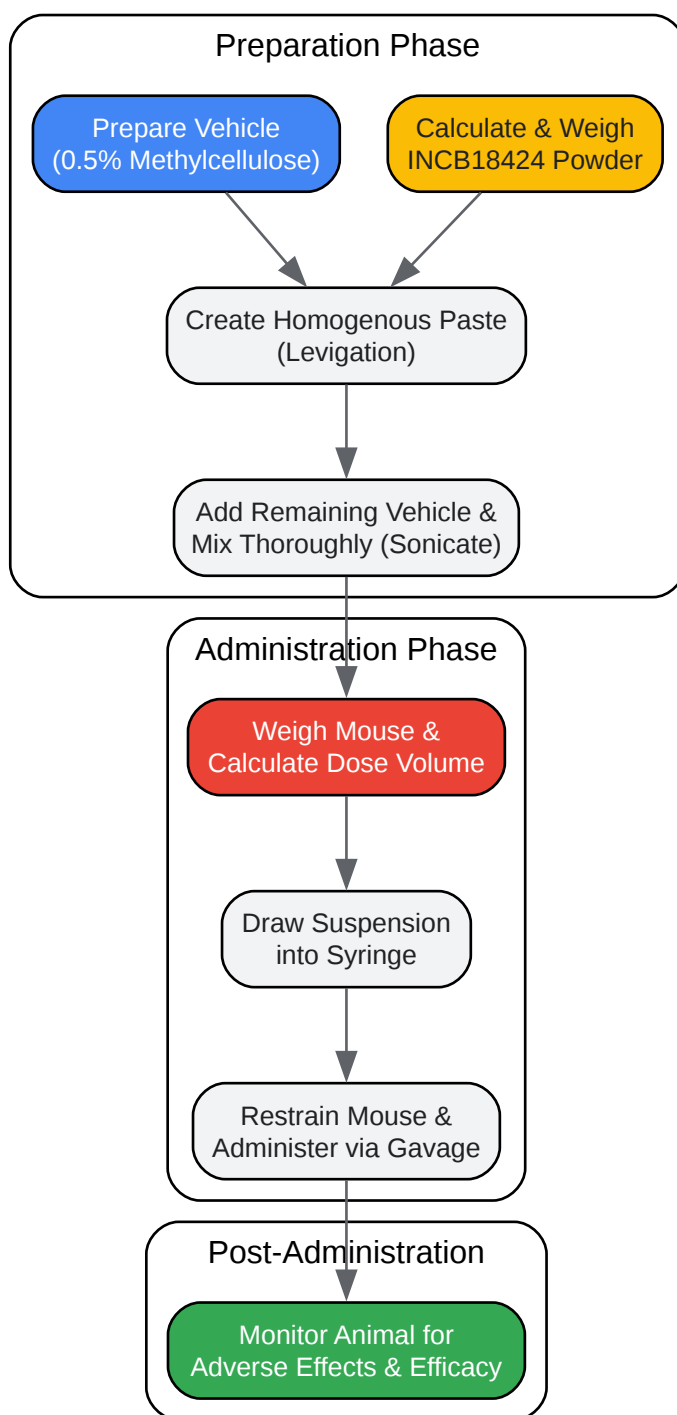 Preparation Phase
Prepare Vehicle
(0.5% Methylcellulose)
Calculate & Weigh
INCB18424 Powder
Create Homogenous Paste
(Levigation)
Add Remaining Vehicle &
Mix Thoroughly (Sonicate)
Administration Phase
Weigh Mouse &
Calculate Dose Volume
Draw Suspension
into Syringe
Restrain Mouse &
Administer via Gavage
Post-Administration
Monitor Animal for
Adverse Effects & Efficacy